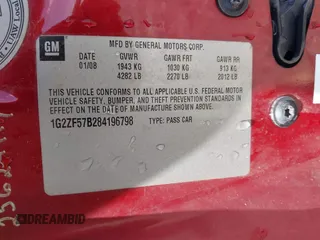 GM
MFD BY GENERAL MOTORS CORP.
DATE GVWR GAWR FRT GAWR RR
01/08 1943 KG 1030 KG 913 KG
4282 LB 2270 LB 2012 LB
THIS VEHICLE CONFORMS TO ALL APPLICABLE U.S. FEDERAL MOTOR
VEHICLE SAFETY, BUMPER, AND THEFT PREVENTION STANDARDS IN
EFFECT ON THE DATE OF MANUFACTURE SHOWN ABOVE.
1G2ZF57B284196798 TYPE: PASS CAR
DREAMBID